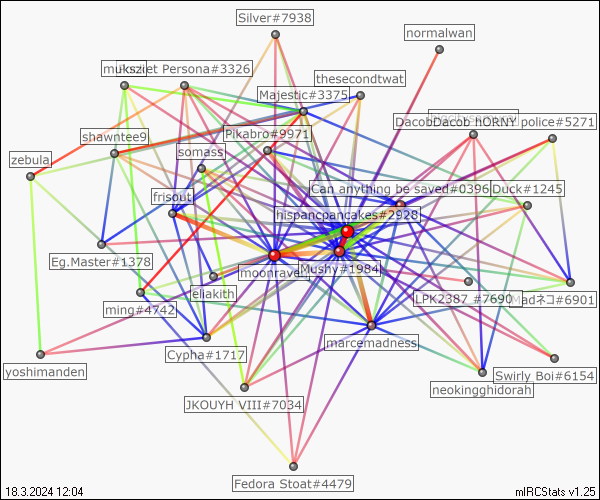 Silver#7938
normalwan
muksz
Persona#3326
thesecondtwat
Majestic#3375
DacobDacob hORNY police#5271
shawntee9
Pikabro#9971
zebula
somass
Can anything be saved#0396
Duck#1245
frisout
hispancpancakes#2928
Eg.Master#1378
moonraven
Mushy#1984
eliakith
LPK2387 #7690
Madネコ#6901
ming#4742
marcemadness
Cypha#1717
yoshimanden
Swirly Boi#6154
neokingghidorah
JKOUYH VIII#7034
Fedora Stoat#4479
18.3.2024 12:04
mIRCStats v1.25